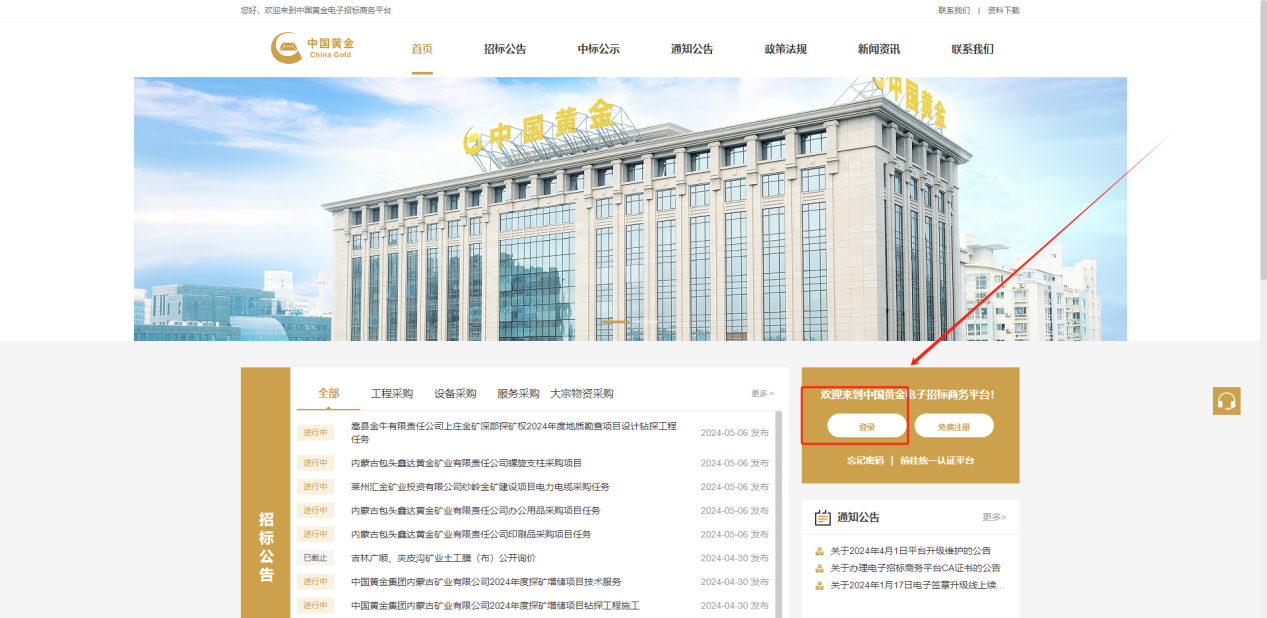 您好，欢迎来到中国黄金电子招标商务平台
联系我们 | 资料下载
中国黄金
China Gold
首页 招标公告 中标公示 通知公告 政策法规 新闻资讯 联系我们
中国黄金
中国黄金
招标公告
全部 工程采购 设备采购 服务采购 大宗物资采购 更多 >
进行中 嵩县金牛有限责任公司上庄金矿深部探矿权2024年度地质勘查项目设计钻探工程 2024-05-06 发布
任务
进行中 内蒙古包头鑫达黄金矿业有限责任公司螺旋支柱采购项目 2024-05-06 发布
进行中 莱州汇金矿业投资有限公司纱岭金矿建设项目电力电缆采购任务 2024-05-06 发布
进行中 内蒙古包头鑫达黄金矿业有限责任公司办公用品采购项目任务 2024-05-06 发布
进行中 内蒙古包头鑫达黄金矿业有限责任公司印刷品采购项目任务 2024-05-06 发布
已截止 吉林广顺、夹皮沟矿业土工膜（布）公开询价 2024-04-30 发布
进行中 中国黄金集团内蒙古矿业有限公司2024年度探矿增储项目技术服务 2024-04-30 发布
进行中 中国黄金集团内蒙古矿业有限公司2024年度探矿增储项目钻探工程施工 2024-04-30 发布
欢迎来到中国黄金电子招标商务平台！
登录 免费注册
忘记密码 | 前往统一认证平台
通知公告 更多>
关于2024年4月1日平台升级维护的公告
关于办理电子招标商务平台CA证书的公告
关于2024年1月17日电子签章升级线上续...